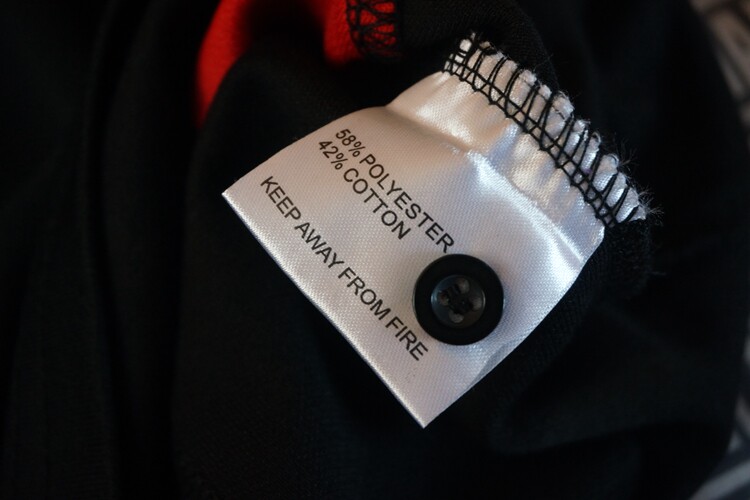 58% POLYESTER
42% COTTON
KEEP AWAY FROM FIRE